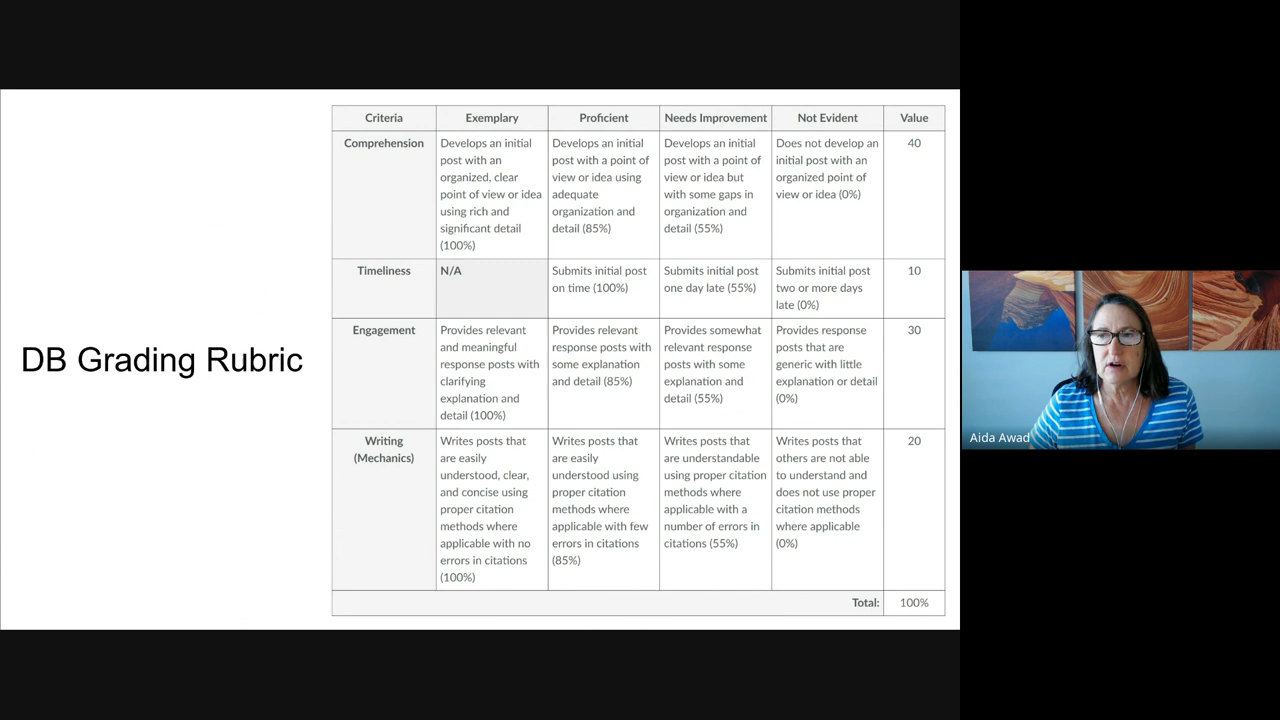 DB Grading Rubric
Criteria
Exemplary
Proficient
Needs Improvement
Not Evident
Value
Comprehension
Develops an initial
post with an
organized, clear
point of view or idea
using rich and
significant detail
(100%)
Develops an initial
post with a point of
view or idea using
adequate
organization and
detail (85%)
Develops an initial
post with a point of
view or idea but
with some gaps in
organization and
detail (55%)
Does not develop an
initial post with an
organized point of
view or idea (0%)
40
Timeliness
N/A
Submits initial post
on time (100%)
Submits initial post
one day late (55%)
Submits initial post
two or more days
late (0%)
10
Engagement
Provides relevant
and meaningful
response posts with
clarifying
explanation and
detail (100%)
Provides relevant
response posts with
some explanation
and detail (85%)
Provides somewhat
relevant response
posts with some
explanation and
detail (55%)
Provides response
posts that are
generic with little
explanation or detail
(0%)
30
Writing
(Mechanics)
Writes posts that
are easily
understood, clear,
and concise using
proper citation
methods where
applicable with no
errors in citations
(100%)
Writes posts that
are easily
understood using
proper citation
methods where
applicable with few
errors in citations
(85%)
Writes posts that
are understandable
using proper citation
methods where
applicable with a
number of errors in
citations (55%)
Writes posts that
others are not able
to understand and
does not use proper
citation methods
where applicable
(0%)
20
Total:
100%
Aida Awad